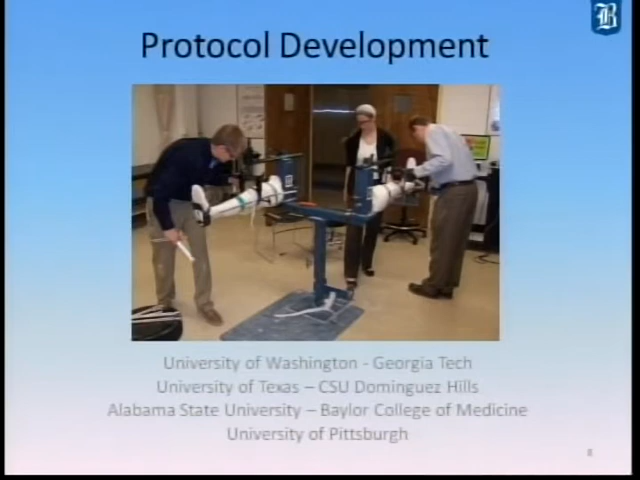 B
Protocol Development
University of Washington - Georgia Tech
University of Texas – CSU Dominguez Hills
Alabama State University – Baylor College of Medicine
University of Pittsburgh
8